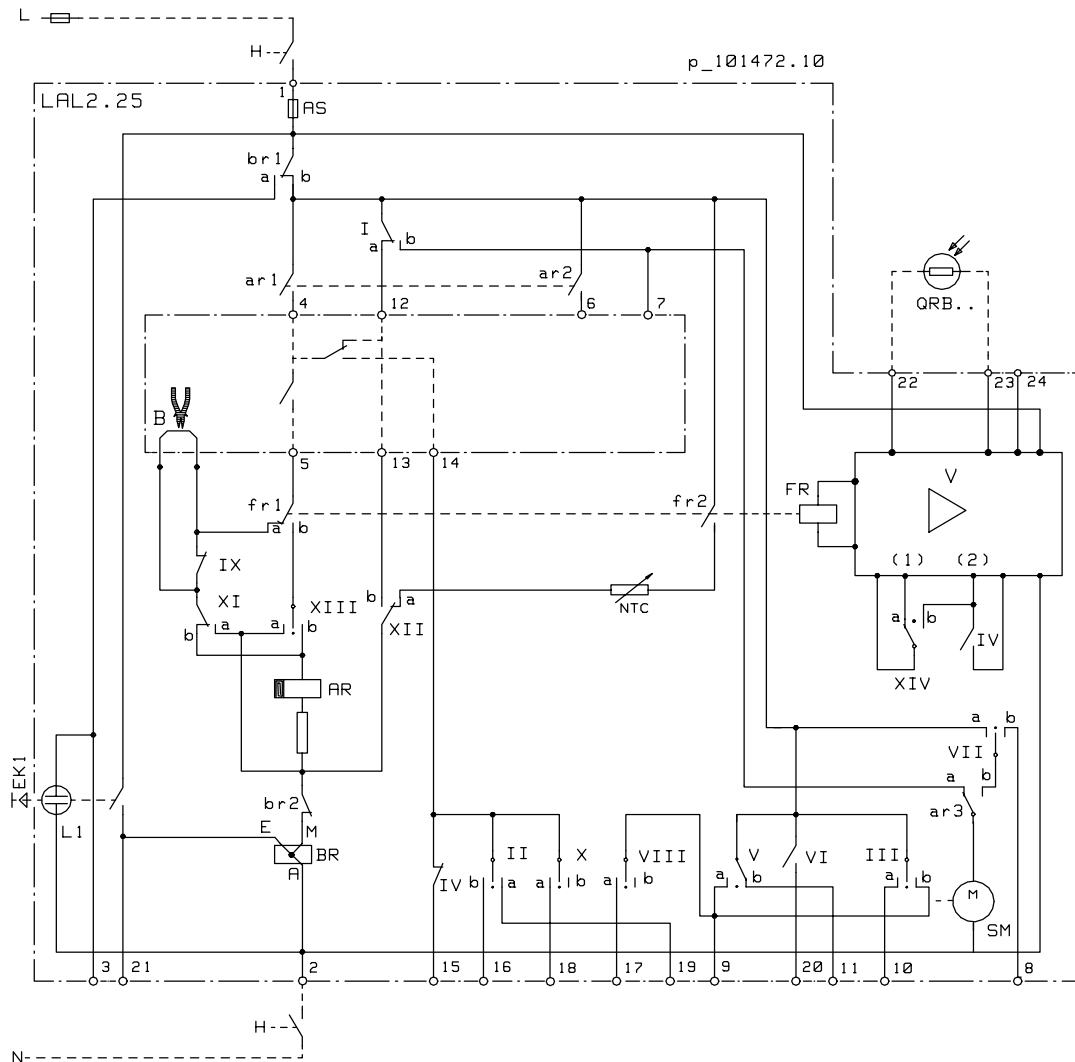 L
H
p_101472.10
LAL2.25
1
AS
br1
a b
I
a b
ar1
ar2
4 12 6 7
QRB..
22 23 24
B
5 13 14
fr1
a b
fr2
FR
V
(1) (2)
IX
XI
b a
XIII
a b
b a
XII
NTC
a b
XIV
IV
AR
EK1
L1
br2
E M
BR
A
a b
VII
a b
ar3
M
SM
IV
II
b a
X
a b
VIII
a b
V
a b
VI
III
a b
3 21 2 15 16 18 17 19 9 20 11 10 8
H
N